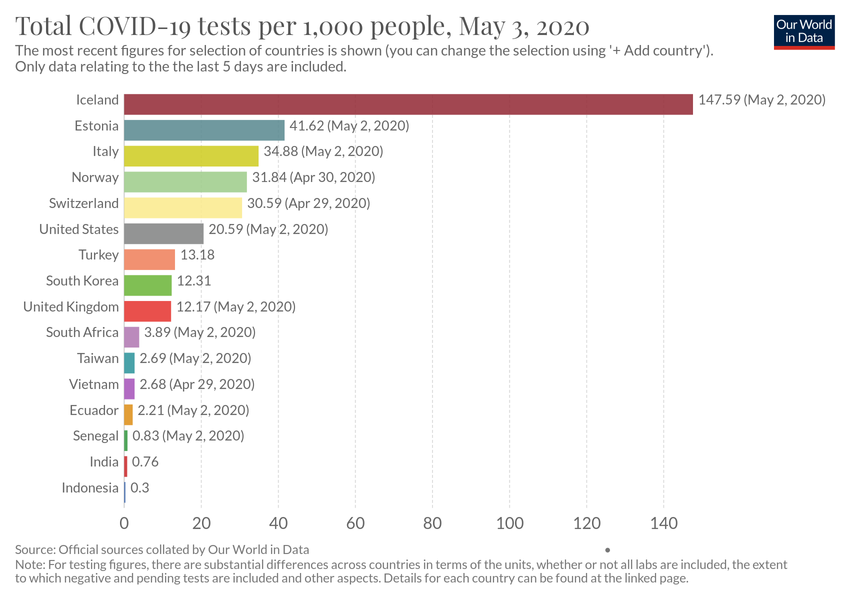 Total COVID-19 tests per 1,000 people, May 3, 2020
Our World
in Data
The most recent figures for selection of countries is shown (you can change the selection using '+ Add country').
Only data relating to the the last 5 days are included.
Iceland 147.59 (May 2, 2020)
Estonia 41.62 (May 2, 2020)
Italy 34.88 (May 2, 2020)
Norway 31.84 (Apr 30, 2020)
Switzerland 30.59 (Apr 29, 2020)
United States 20.59 (May 2, 2020)
Turkey 13.18
South Korea 12.31
United Kingdom 12.17 (May 2, 2020)
South Africa 3.89 (May 2, 2020)
Taiwan 2.69 (May 2, 2020)
Vietnam 2.68 (Apr 29, 2020)
Ecuador 2.21 (May 2, 2020)
Senegal 0.83 (May 2, 2020)
India 0.76
Indonesia 0.3
0 20 40 60 80 100 120 140
Source: Official sources collated by Our World in Data
Note: For testing figures, there are substantial differences across countries in terms of the units, whether or not all labs are included, the extent
to which negative and pending tests are included and other aspects. Details for each country can be found at the linked page.